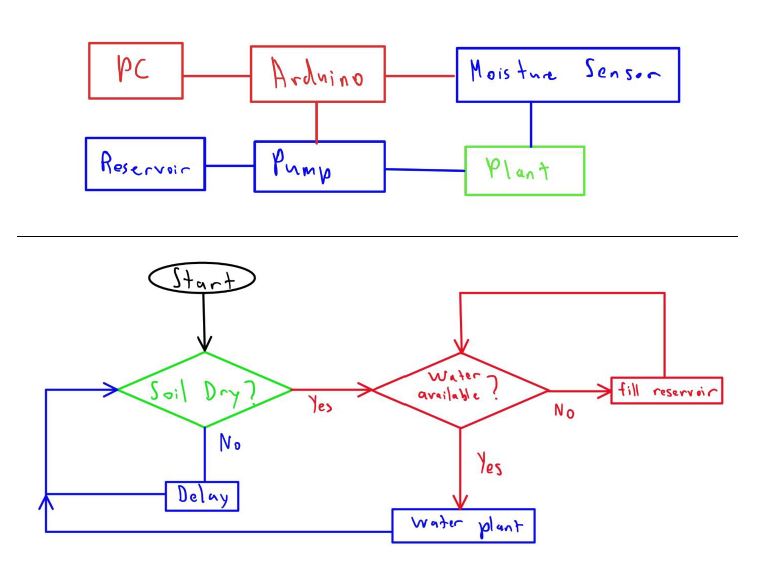 PC
Arduino
Moisture Sensor
Reservoir
Pump
Plant
Start
Soil Dry?
Yes
Water
available?
No
fill reservoir
No
Yes
Delay
Water plant